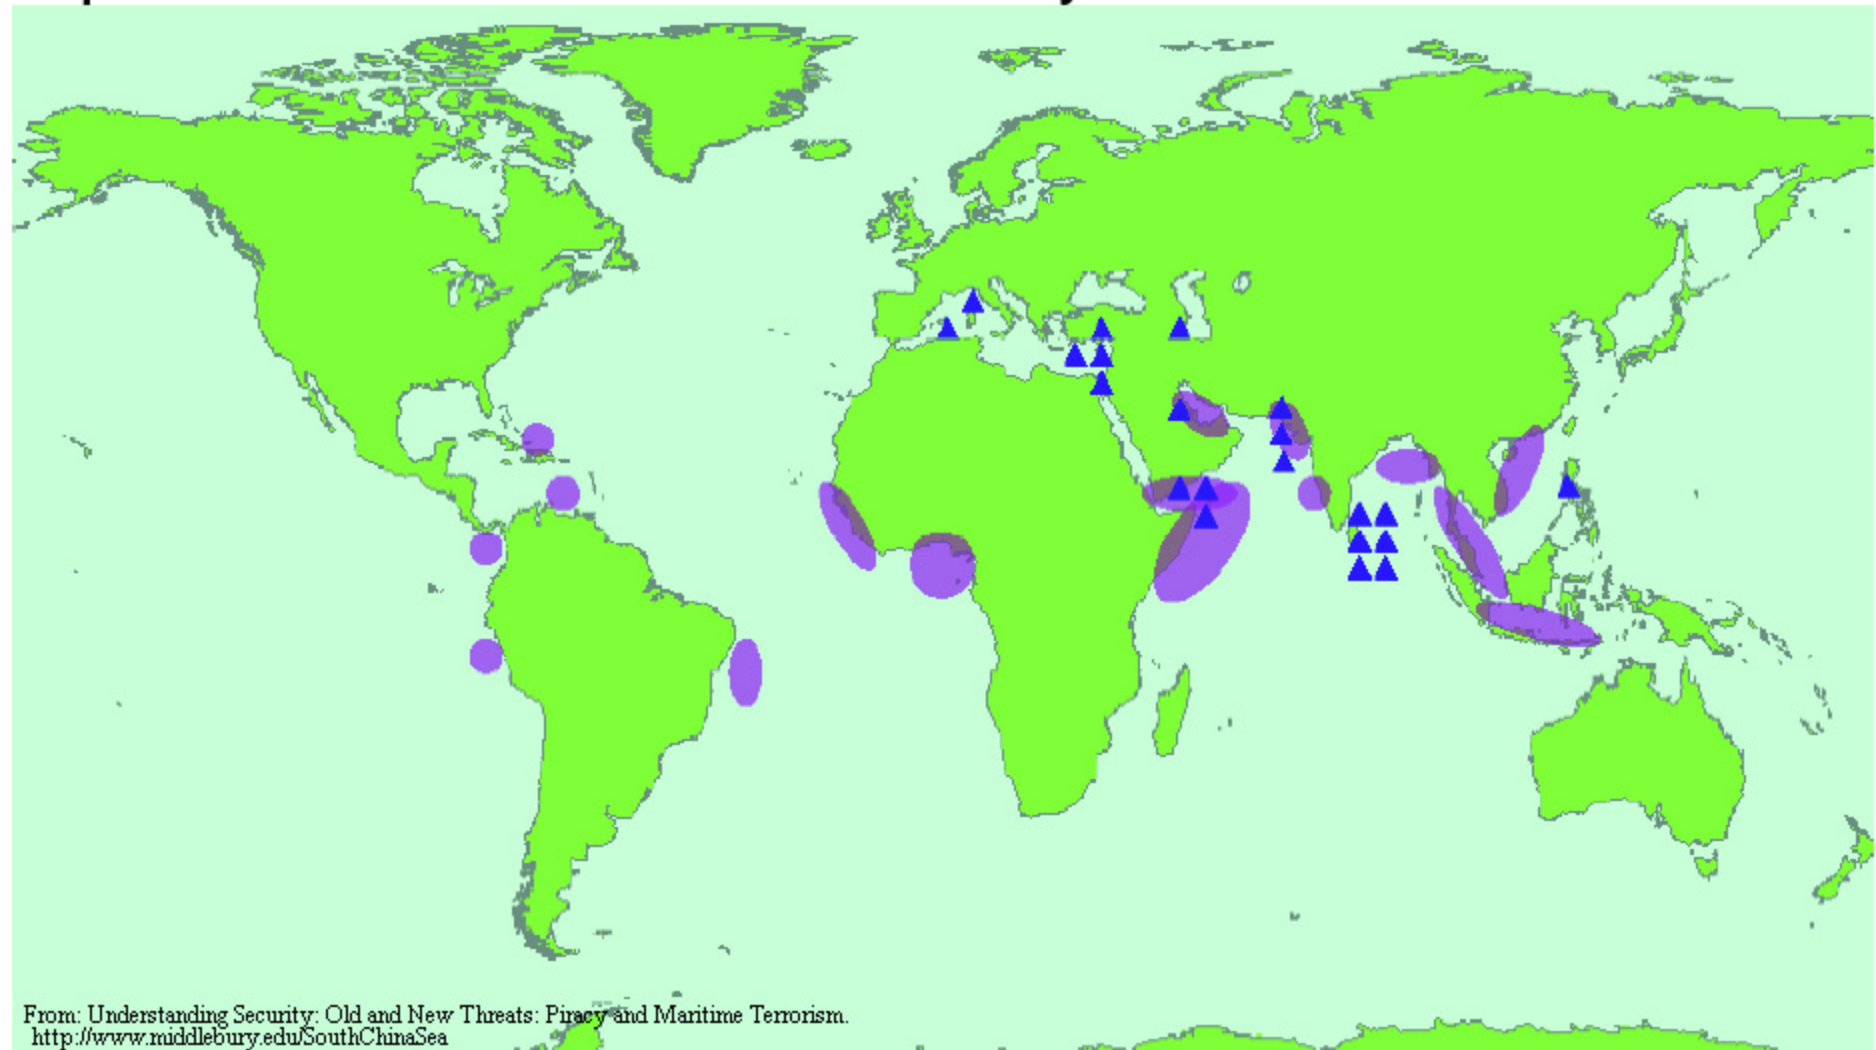 From: Understanding Security: Old and New Threats: Piracy and Maritime Terrorism.
http://www.middlebury.edu/SouthChinaSea